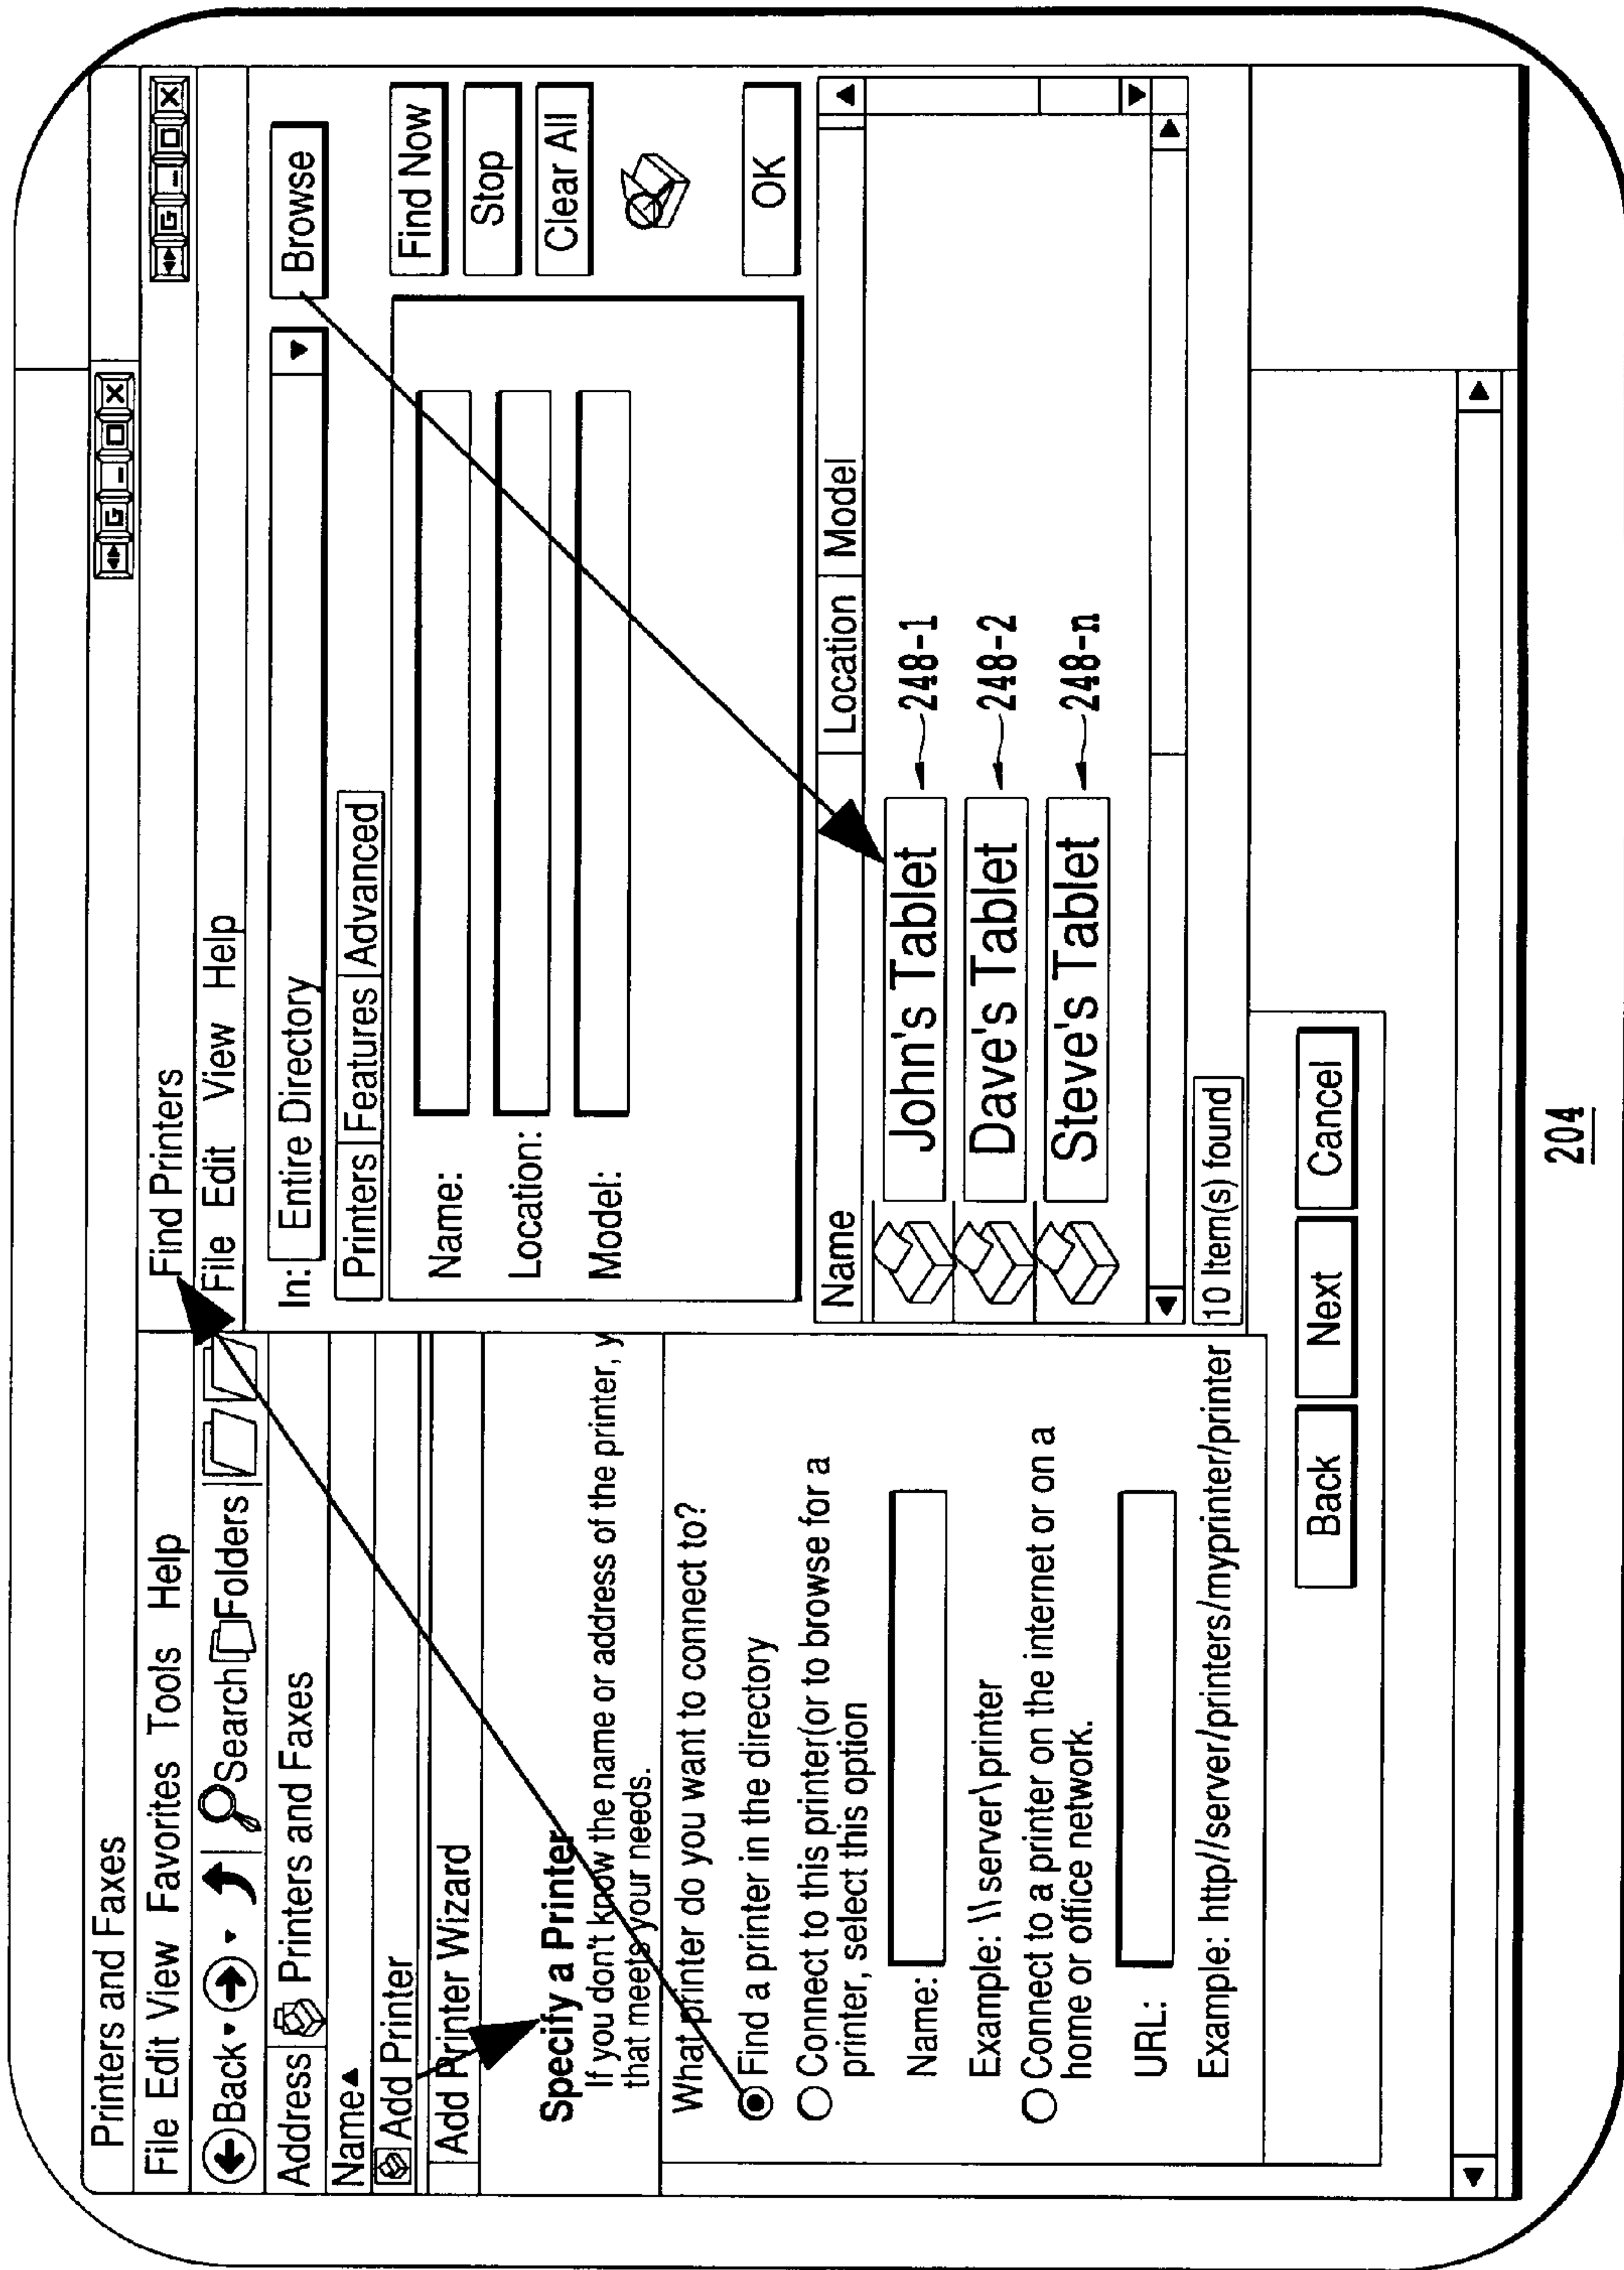 Printers and Faxes
File Edit View Favorites Tools Help
Back Search Folders
Address Printers and Faxes
Name
Add Printer
Add Printer Wizard
Specify a Printer
If you don't know the name or address of the printer, y
that meets your needs.
What printer do you want to connect to?
Find a printer in the directory
Connect to this printer(or to browse for a
printer, select this option
Name:
Example: \\server\printer
Connect to a printer on the internet or on a
home or office network.
URL:
Example: http//server/printers/myprinter/printer
Back Next Cancel
Find Printers
File Edit View Help
In: Entire Directory Browse
Printers Features Advanced
Name:
Location:
Model:
Find Now
Stop
Clear All
OK
Name Location Model
John's Tablet 248-1
Dave's Tablet 248-2
Steve's Tablet 248-n
10 Item(s) found
204